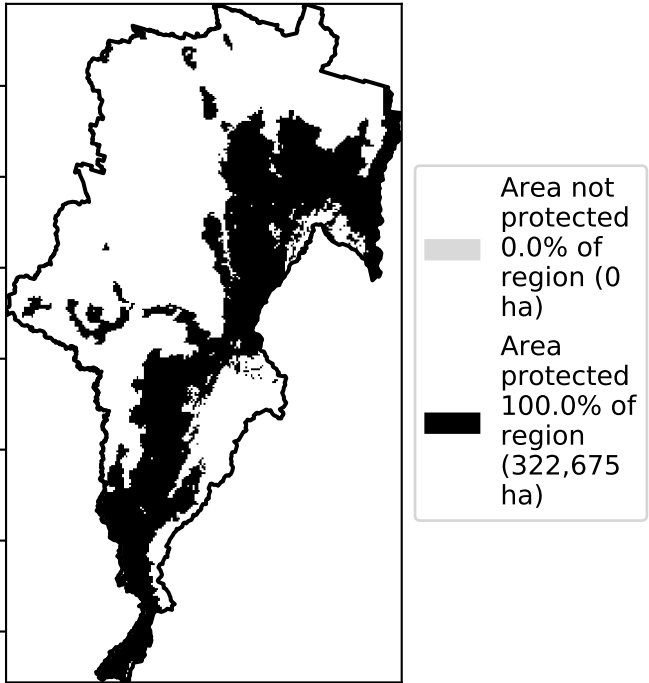 Area not
protected
0.0% of
region (0
ha)
Area
protected
100.0% of
region
(322,675
ha)